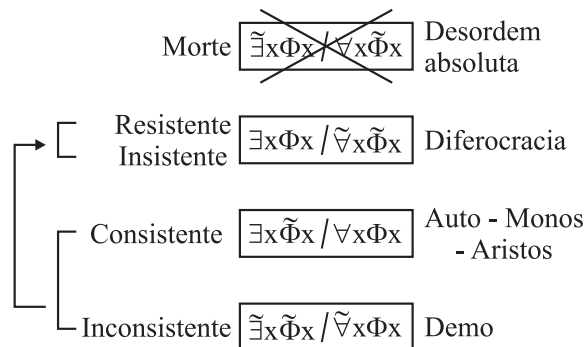 Morte ∃̃xΦx / ∀xΦ̃x Desordem
absoluta
Resistente
Insistente ∃xΦx / ∀̃xΦ̃x Diferocracia
Consistente ∃xΦ̃x / ∀xΦx Auto - Monos
- Aristos
Inconsistente ∃̃xΦ̃x / ∀̃xΦx Demo